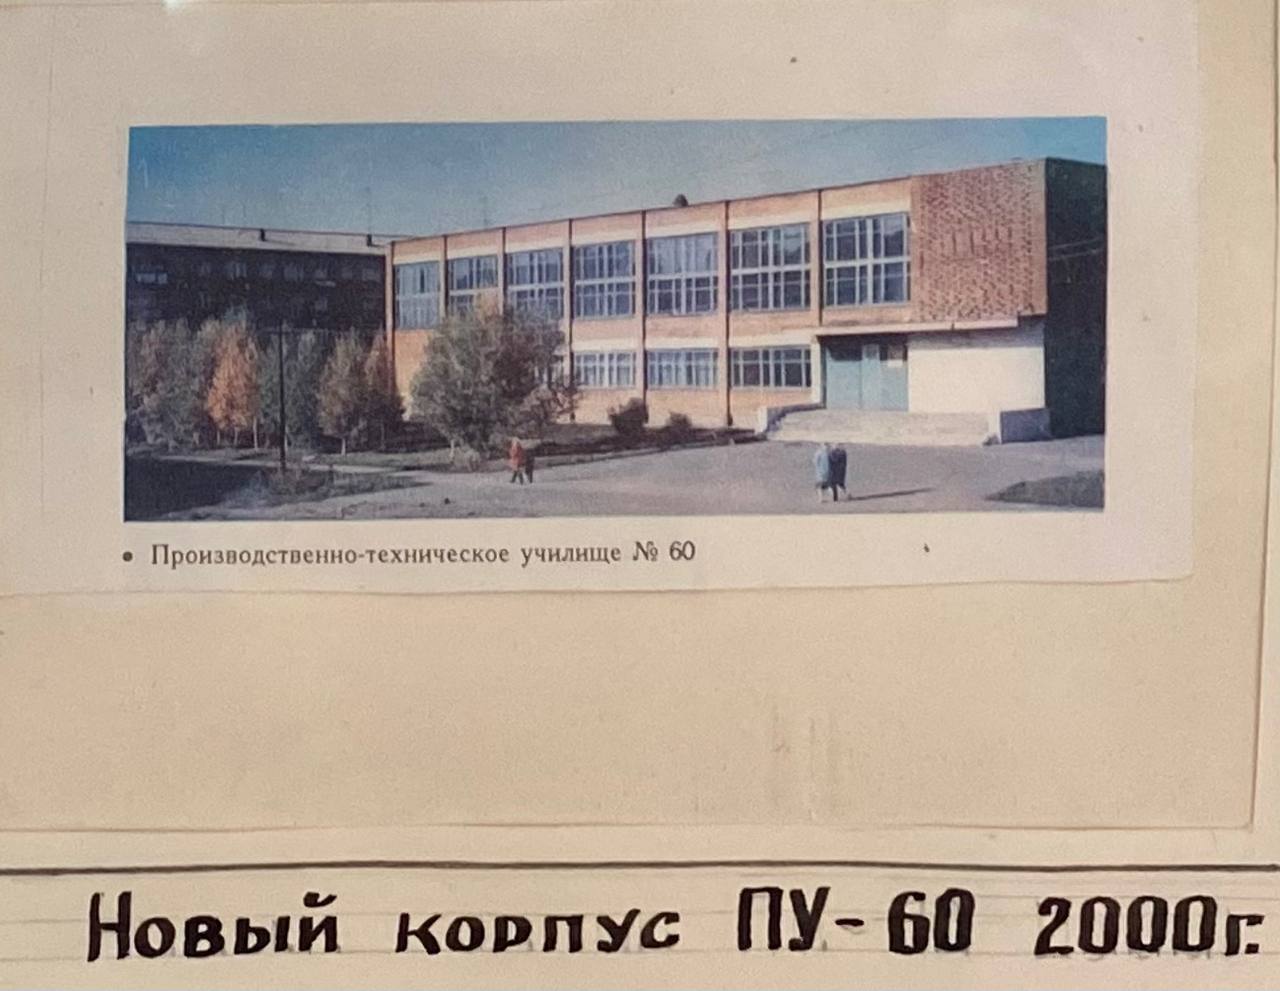 • Производственно-техническое училище № 60
Новый корпус ПУ-60 2000г.